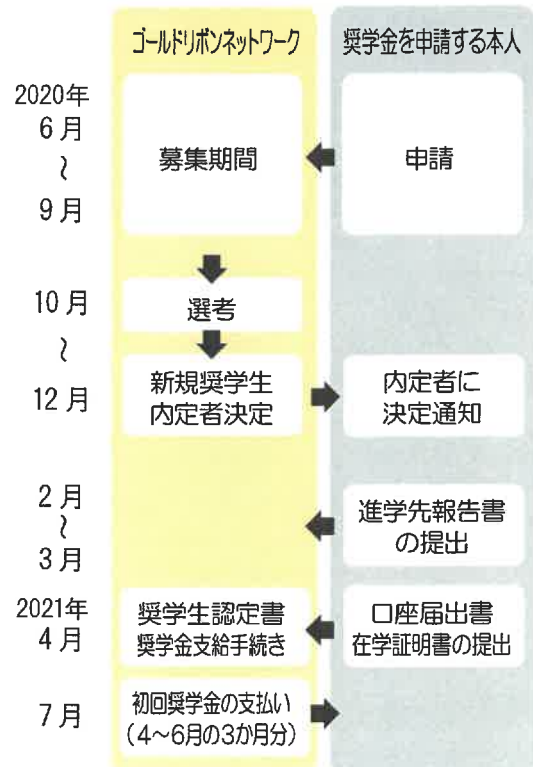 ゴールドリボンネットワーク
奨学金を申請する本人
2020年
6月
〜
9月
募集期間
申請
10月
〜
12月
選考
新規奨学生
内定者決定
内定者に
決定通知
2月
〜
3月
進学先報告書
の提出
2021年
4月
奨学生認定書
奨学金支給手続き
口座届出書
在学証明書の提出
7月
初回奨学金の支払い
（4〜6月の3か月分）